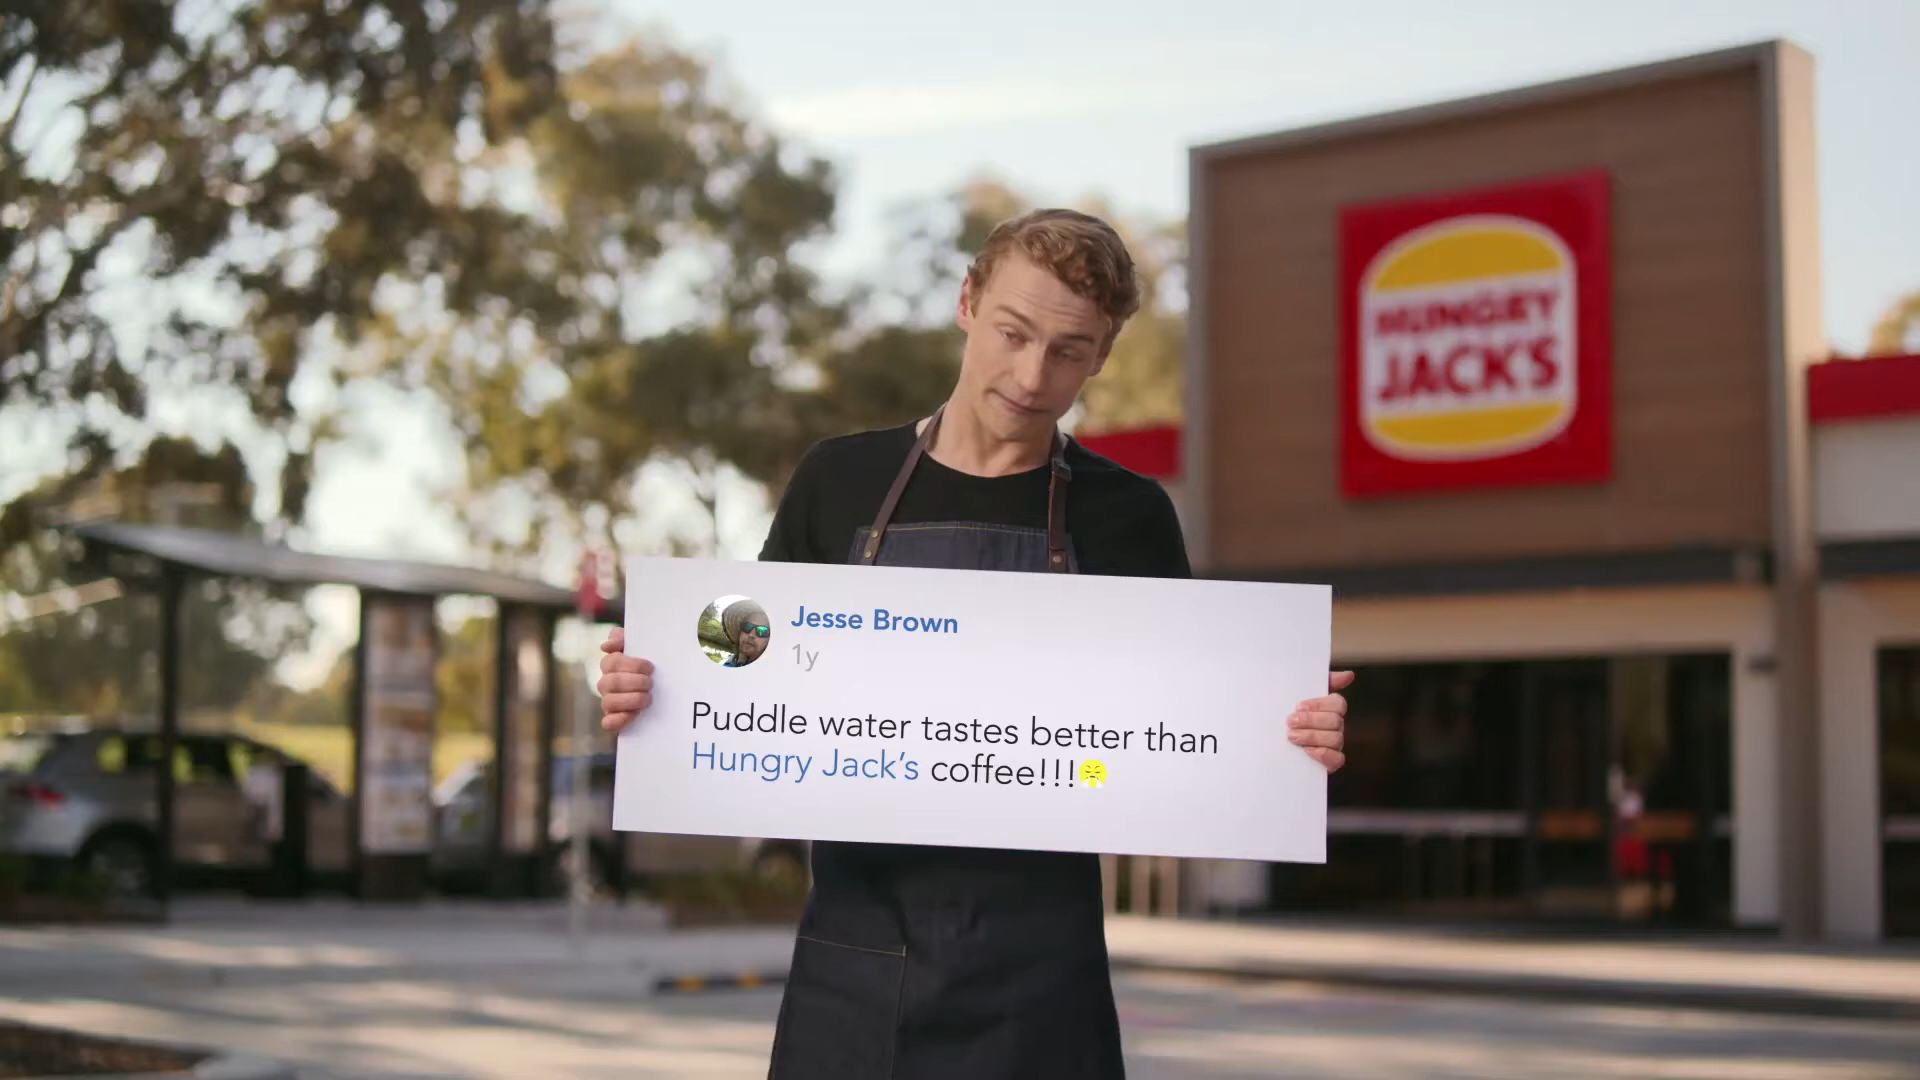 HUNGRY
JACK'S
Jesse Brown
1y
Puddle water tastes better than
Hungry Jack's coffee!!!😤